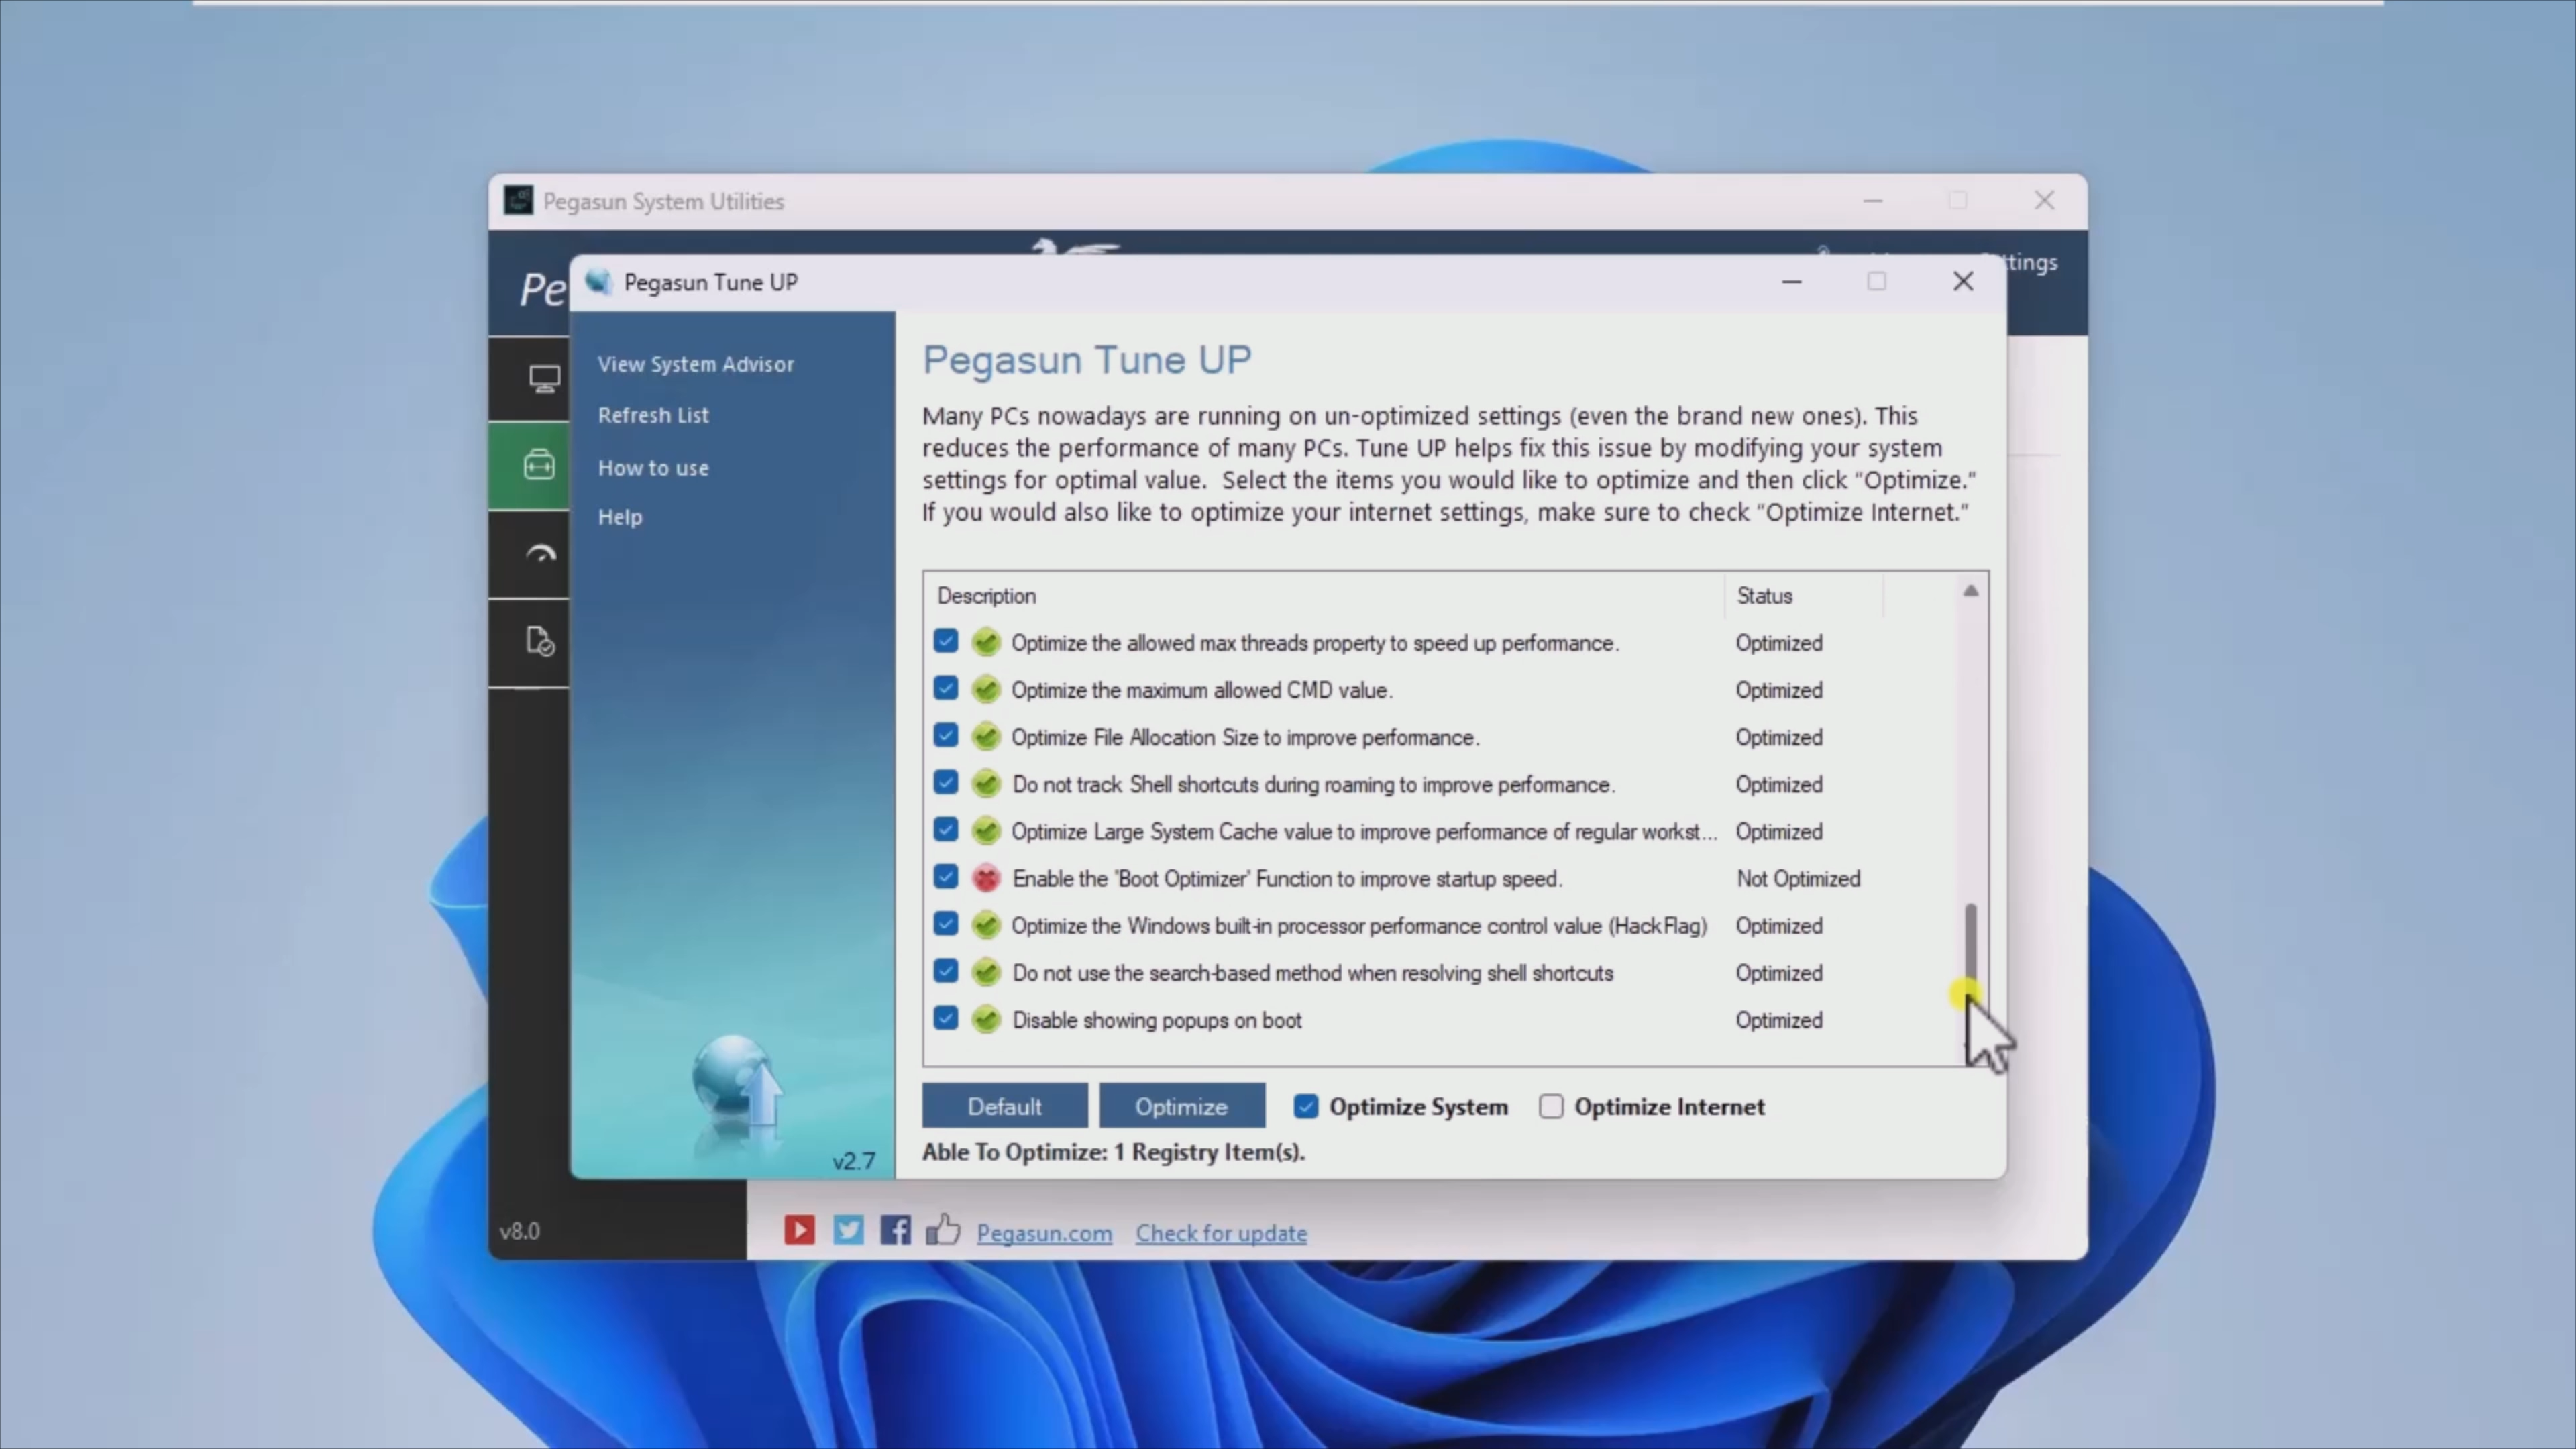 Pegasun System Utilities
Pe
ttings
Pegasun Tune UP
View System Advisor
Refresh List
How to use
Help
v2.7
Pegasun Tune UP
Many PCs nowadays are running on un-optimized settings (even the brand new ones). This
reduces the performance of many PCs. Tune UP helps fix this issue by modifying your system
settings for optimal value. Select the items you would like to optimize and then click “Optimize.”
If you would also like to optimize your internet settings, make sure to check “Optimize Internet.”
Description Status
Optimize the allowed max threads property to speed up performance. Optimized
Optimize the maximum allowed CMD value. Optimized
Optimize File Allocation Size to improve performance. Optimized
Do not track Shell shortcuts during roaming to improve performance. Optimized
Optimize Large System Cache value to improve performance of regular workst... Optimized
Enable the 'Boot Optimizer' Function to improve startup speed. Not Optimized
Optimize the Windows built-in processor performance control value (HackFlag) Optimized
Do not use the search-based method when resolving shell shortcuts Optimized
Disable showing popups on boot Optimized
Default Optimize Optimize System Optimize Internet
Able To Optimize: 1 Registry Item(s).
v8.0
Pegasun.com Check for update